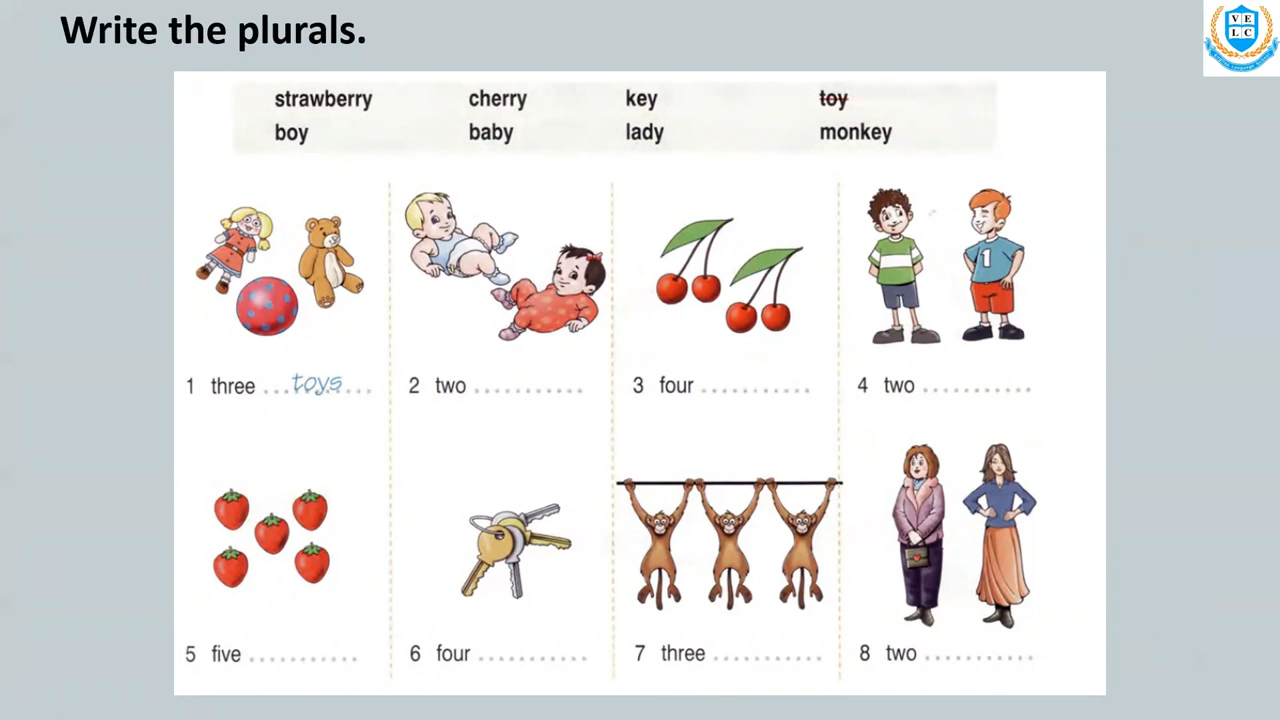 Write the plurals.
V E
L C
strawberry cherry key toy
boy baby lady monkey
1 three ...toys...
2 two ............
3 four ............
4 two ............
1
5 five ............
6 four ............
7 three ............
8 two ............